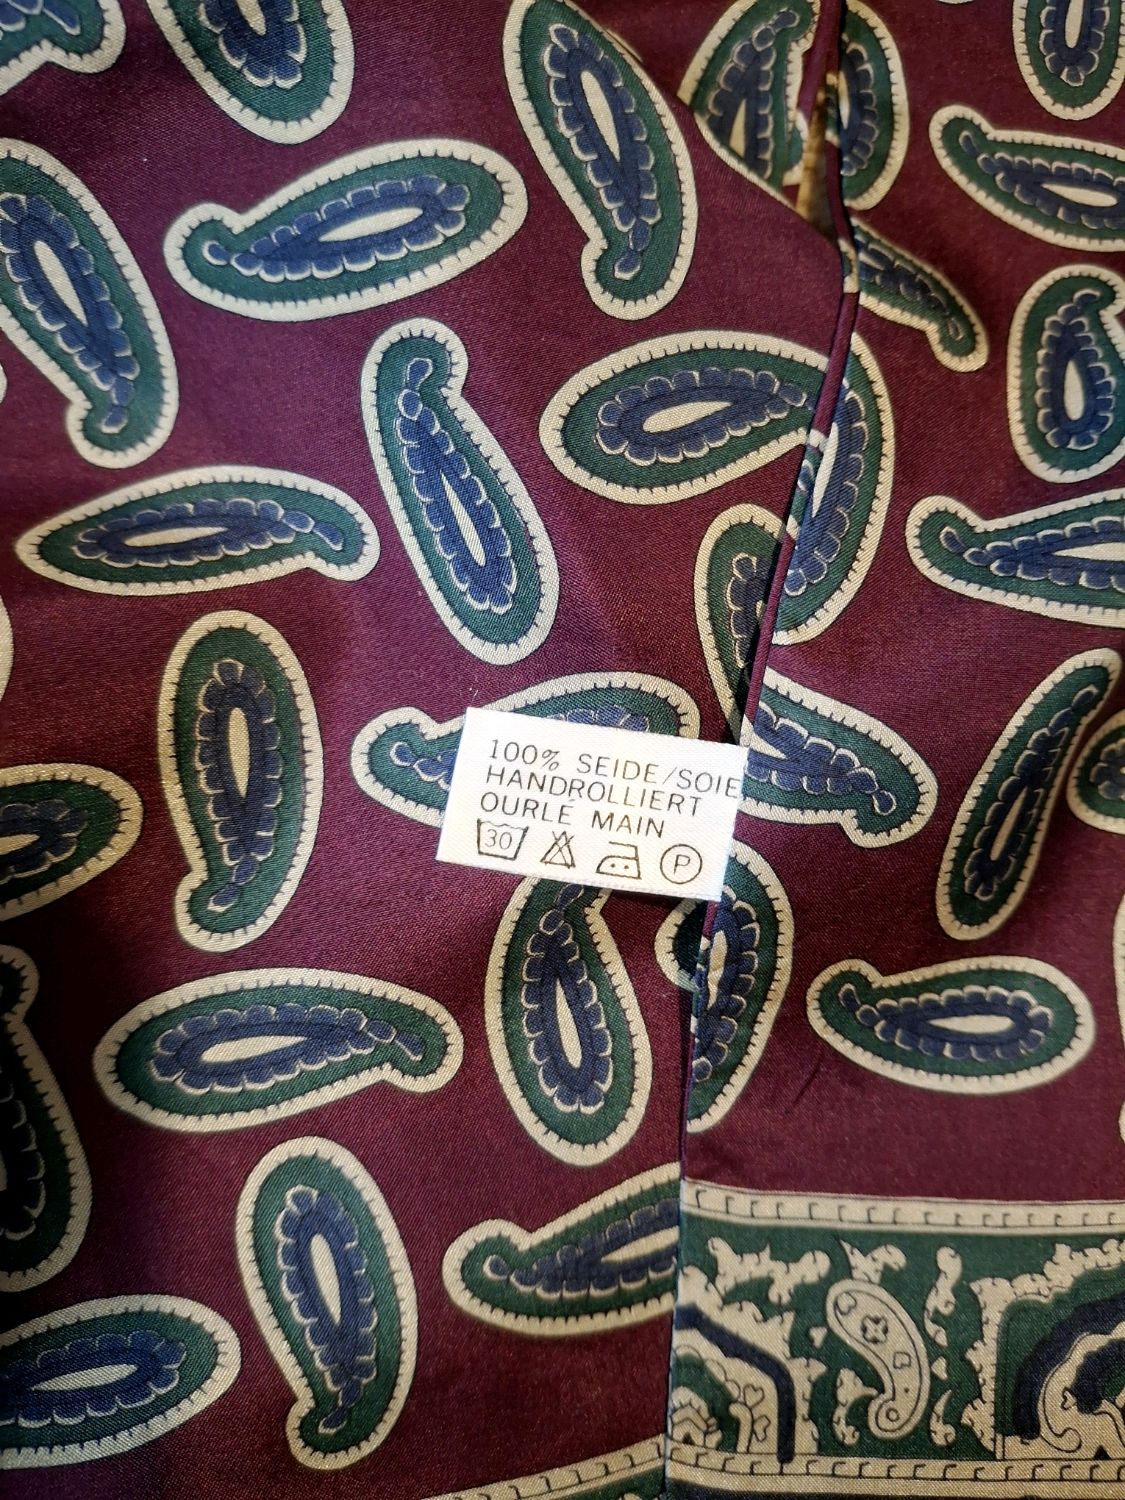 100% SEIDE/SOIE
HANDROLLIERT
OURLÉ MAIN
30 P